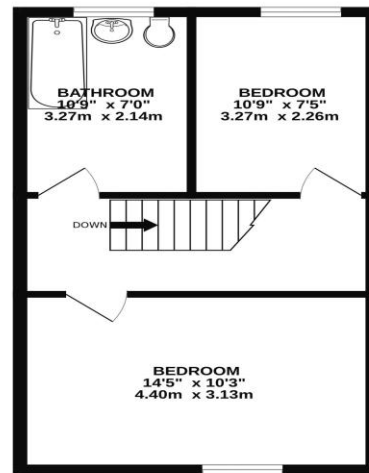 BATHROOM
10'9" x 7'0"
3.27m x 2.14m
BEDROOM
10'9" x 7'5"
3.27m x 2.26m
DOWN
BEDROOM
14'5" x 10'3"
4.40m x 3.13m